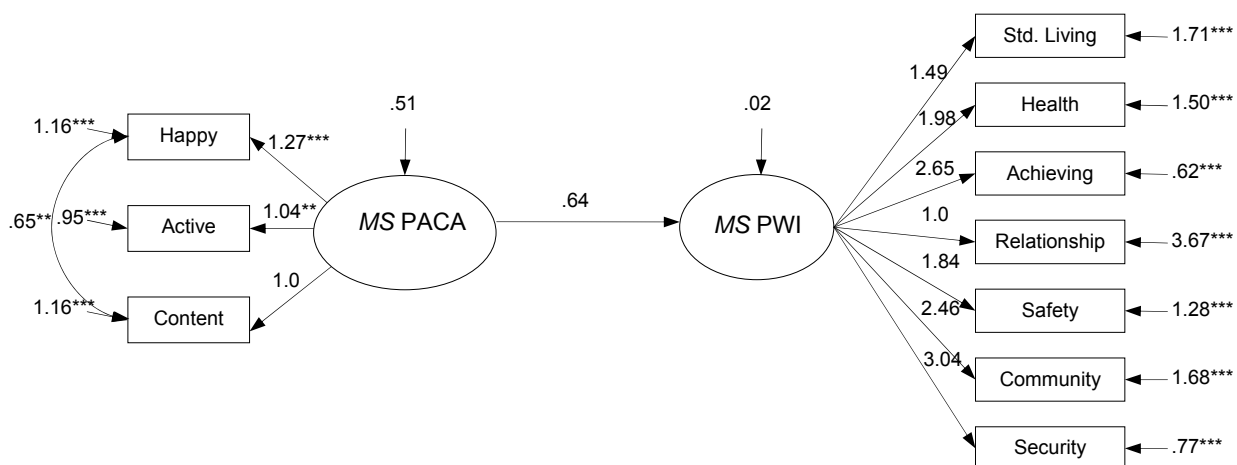 Std. Living
1.71***
1.49
.51
.02
Health
1.50***
1.98
1.16***
Happy
1.27***
2.65
Achieving
.62***
.64
1.0
.65**
.95***
Active
1.04**
MS PACA
MS PWI
Relationship
3.67***
1.84
1.0
1.16***
Content
Safety
1.28***
2.46
3.04
Community
1.68***
Security
.77***